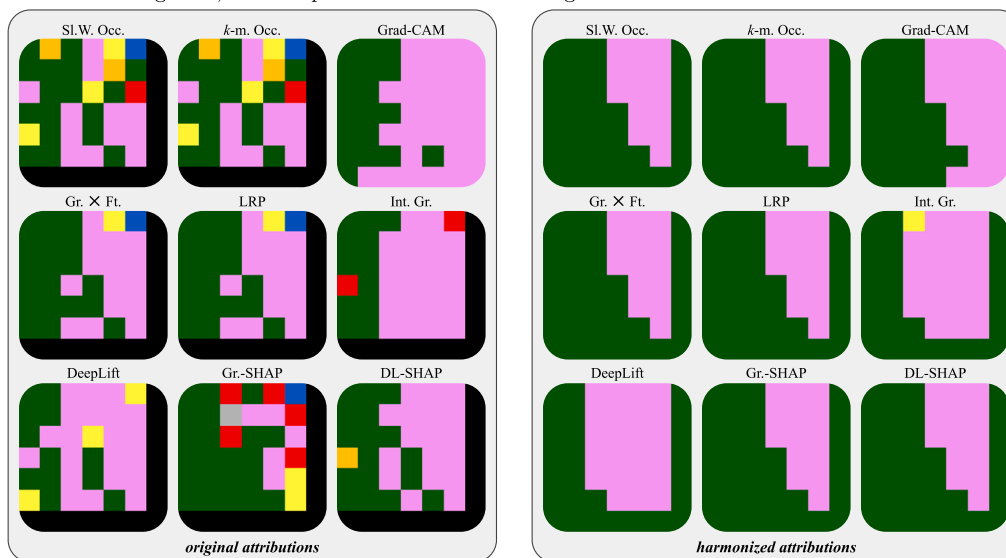 Sl.W. Occ. k-m. Occ. Grad-CAM
Gr. ✕ Ft. LRP Int. Gr.
DeepLift Gr.-SHAP DL-SHAP
original attributions
Sl.W. Occ. k-m. Occ. Grad-CAM
Gr. ✕ Ft. LRP Int. Gr.
DeepLift Gr.-SHAP DL-SHAP
harmonized attributions